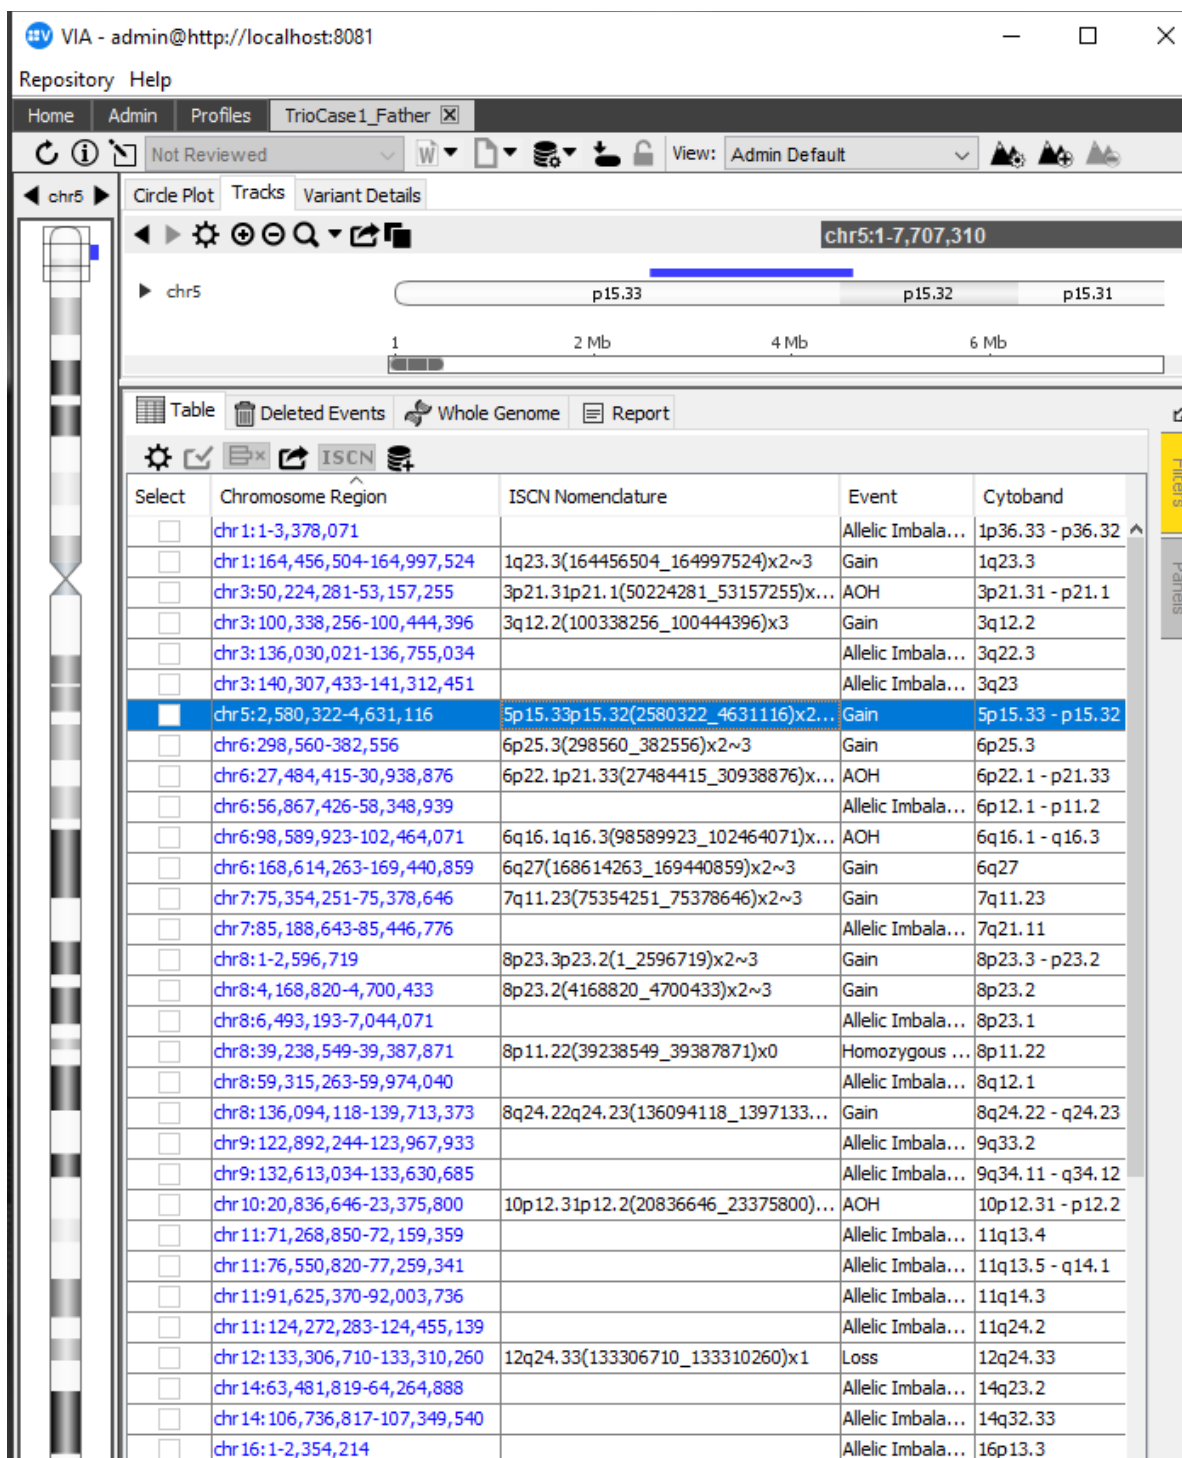 VIA - admin@http://localhost:8081
Repository Help
Home Admin Profiles TrioCase1_Father
Not Reviewed View: Admin Default
chr5 Circle Plot Tracks Variant Details
chr5:1-7,707,310
chr5 p15.33 p15.32 p15.31
1 2 Mb 4 Mb 6 Mb
Table Deleted Events Whole Genome Report
ISCN
Filters
Panels
Select Chromosome Region ISCN Nomenclature Event Cytoband
chr1:1-3,378,071 Allelic Imbala... 1p36.33 - p36.32
chr1:164,456,504-164,997,524 1q23.3(164456504_164997524)x2~3 Gain 1q23.3
chr3:50,224,281-53,157,255 3p21.31p21.1(50224281_53157255)x... AOH 3p21.31 - p21.1
chr3:100,338,256-100,444,396 3q12.2(100338256_100444396)x3 Gain 3q12.2
chr3:136,030,021-136,755,034 Allelic Imbala... 3q22.3
chr3:140,307,433-141,312,451 Allelic Imbala... 3q23
chr5:2,580,322-4,631,116 5p15.33p15.32(2580322_4631116)x2... Gain 5p15.33 - p15.32
chr6:298,560-382,556 6p25.3(298560_382556)x2~3 Gain 6p25.3
chr6:27,484,415-30,938,876 6p22.1p21.33(27484415_30938876)x... AOH 6p22.1 - p21.33
chr6:56,867,426-58,348,939 Allelic Imbala... 6p12.1 - p11.2
chr6:98,589,923-102,464,071 6q16.1q16.3(98589923_102464071)x... AOH 6q16.1 - q16.3
chr6:168,614,263-169,440,859 6q27(168614263_169440859)x2~3 Gain 6q27
chr7:75,354,251-75,378,646 7q11.23(75354251_75378646)x2~3 Gain 7q11.23
chr7:85,188,643-85,446,776 Allelic Imbala... 7q21.11
chr8:1-2,596,719 8p23.3p23.2(1_2596719)x2~3 Gain 8p23.3 - p23.2
chr8:4,168,820-4,700,433 8p23.2(4168820_4700433)x2~3 Gain 8p23.2
chr8:6,493,193-7,044,071 Allelic Imbala... 8p23.1
chr8:39,238,549-39,387,871 8p11.22(39238549_39387871)x0 Homozygous ... 8p11.22
chr8:59,315,263-59,974,040 Allelic Imbala... 8q12.1
chr8:136,094,118-139,713,373 8q24.22q24.23(136094118_1397133... Gain 8q24.22 - q24.23
chr9:122,892,244-123,967,933 Allelic Imbala... 9q33.2
chr9:132,613,034-133,630,685 Allelic Imbala... 9q34.11 - q34.12
chr10:20,836,646-23,375,800 10p12.31p12.2(20836646_23375800)... AOH 10p12.31 - p12.2
chr11:71,268,850-72,159,359 Allelic Imbala... 11q13.4
chr11:76,550,820-77,259,341 Allelic Imbala... 11q13.5 - q14.1
chr11:91,625,370-92,003,736 Allelic Imbala... 11q14.3
chr11:124,272,283-124,455,139 Allelic Imbala... 11q24.2
chr12:133,306,710-133,310,260 12q24.33(133306710_133310260)x1 Loss 12q24.33
chr14:63,481,819-64,264,888 Allelic Imbala... 14q23.2
chr14:106,736,817-107,349,540 Allelic Imbala... 14q32.33
chr16:1-2,354,214 Allelic Imbala... 16p13.3